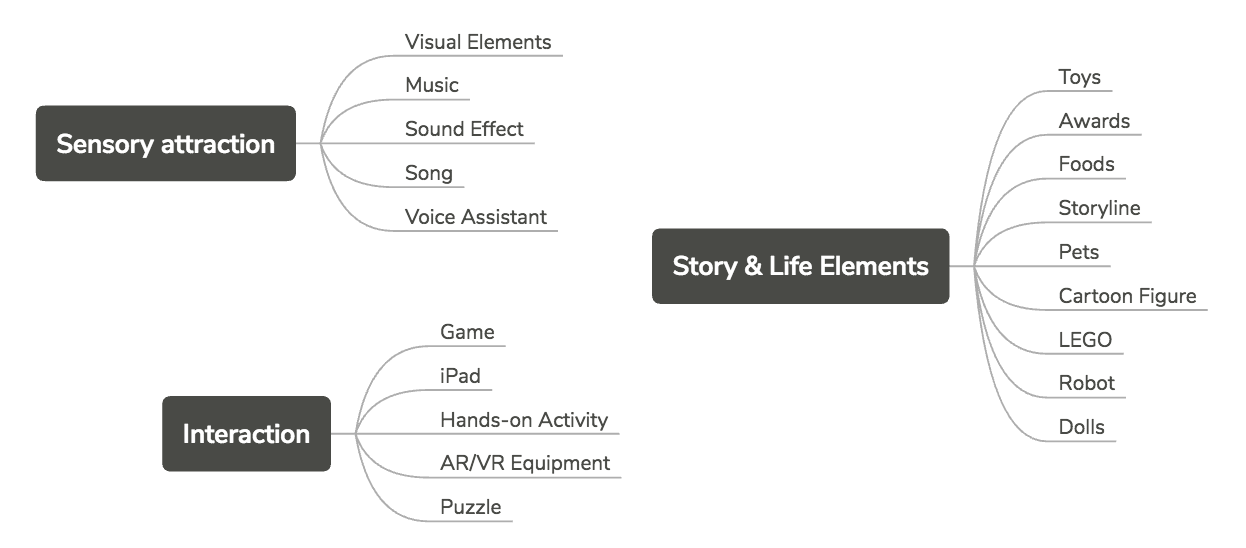 Sensory attraction
Visual Elements
Music
Sound Effect
Song
Voice Assistant
Interaction
Game
iPad
Hands-on Activity
AR/VR Equipment
Puzzle
Story & Life Elements
Toys
Awards
Foods
Storyline
Pets
Cartoon Figure
LEGO
Robot
Dolls